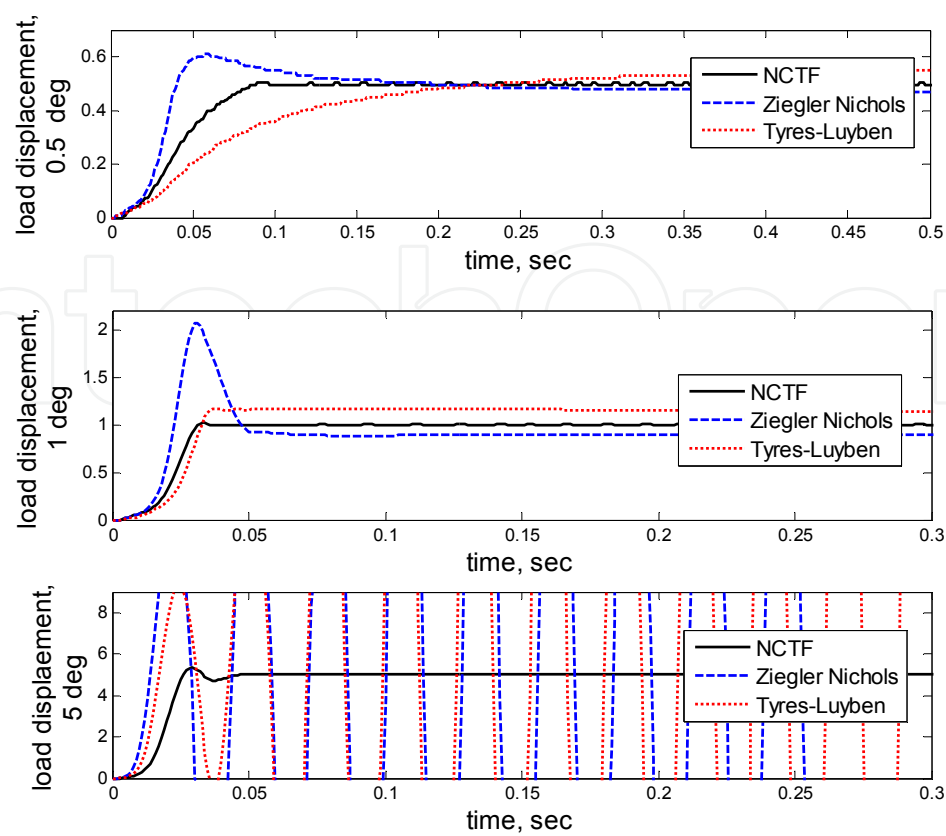 load displacement,
0.5 deg
0.6
0.4
0.2
0
NCTF
Ziegler Nichols
Tyres-Luyben
0 0.05 0.1 0.15 0.2 0.25 0.3 0.35 0.4 0.45 0.5
time, sec
load displacement,
1 deg
2
1.5
1
0.5
0
NCTF
Ziegler Nichols
Tyres-Luyben
0 0.05 0.1 0.15 0.2 0.25 0.3
time, sec
load displaement,
5 deg
8
6
4
2
0
NCTF
Ziegler Nichols
Tyres-Luyben
0 0.05 0.1 0.15 0.2 0.25 0.3
time, sec